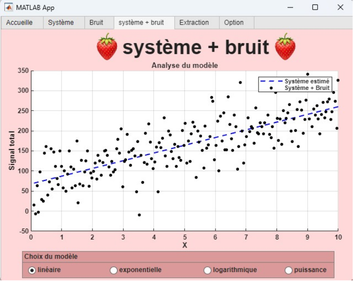 MATLAB App
Accueille Système Bruit système + bruit Extraction Option
système + bruit
Analyse du modèle
Système estimé
Système + Bruit
Signal total
350
300
250
200
150
100
50
0
-50
0 1 2 3 4 5 6 7 8 9 10
X
Choix du modèle
linéaire exponentielle logarithmique puissance